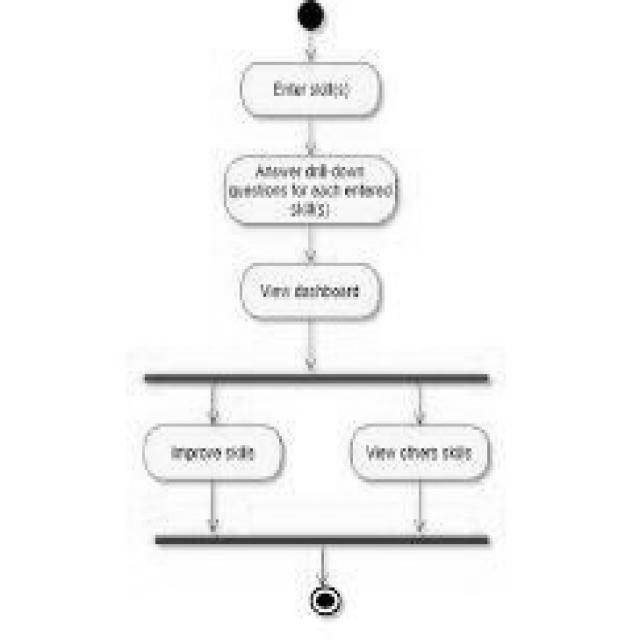 Enter skill(s)
Answer drill-down
questions for each entered
skill(s)
View dashboard
Improve skills
View others skills